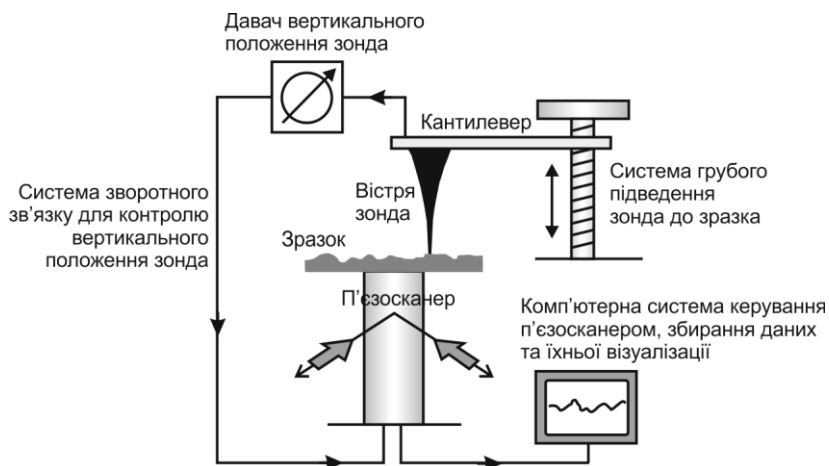 Давач вертикального
положення зонда
Кантилевер
Система грубого
підведення
зонда до зразка
Вістря
зонда
Система зворотного
зв'язку для контролю
вертикального
положення зонда
Зразок
П'єзосканер
Комп'ютерна система керування
п'єзосканером, збирання даних
та їхньої візуалізації